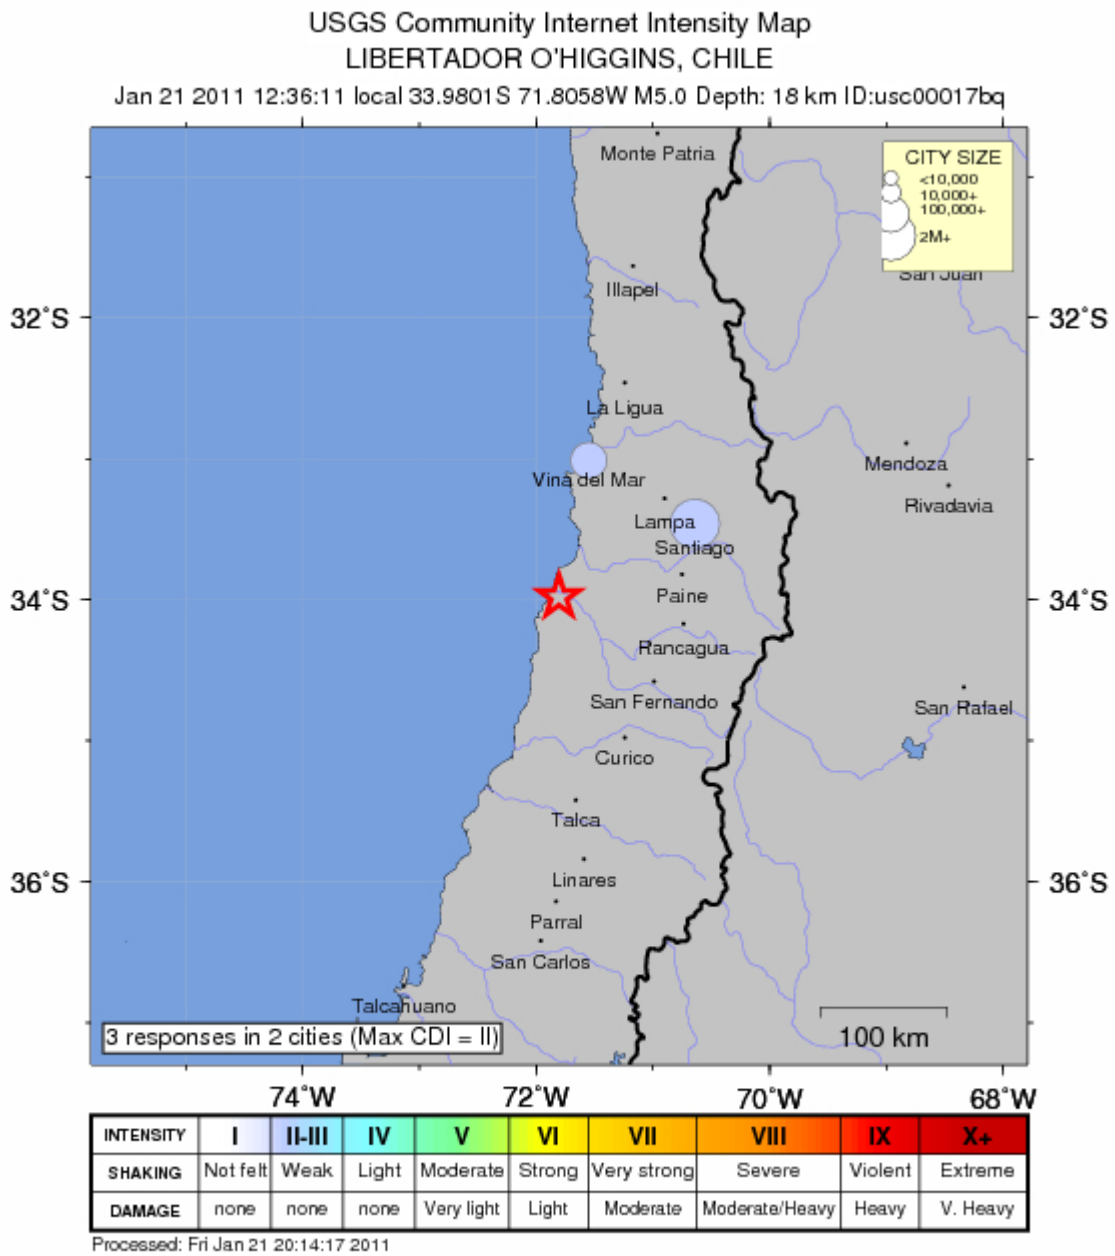 USGS Community Internet Intensity Map
LIBERTADOR O'HIGGINS, CHILE
Jan 21 2011 12:36:11 local 33.9801S 71.8058W M5.0 Depth: 18 km ID:usc00017bq
CITY SIZE
<10,000
10,000+
100,000+
2M+
Monte Patria
San Juan
Illapel
32°S
32°S
La Ligua
Mendoza
Vina del Mar
Rivadavia
Lampa
Santiago
34°S
Paine
34°S
Rancagua
San Fernando
San Rafael
Curico
Talca
36°S
Linares
36°S
Parral
San Carlos
Talcahuano
3 responses in 2 cities (Max CDI = II)
100 km
74°W 72°W 70°W 68°W
INTENSITY I II-III IV V VI VII VIII IX X+
SHAKING Not felt Weak Light Moderate Strong Very strong Severe Violent Extreme
DAMAGE none none none Very light Light Moderate Moderate/Heavy Heavy V. Heavy
Processed: Fri Jan 21 20:14:17 2011